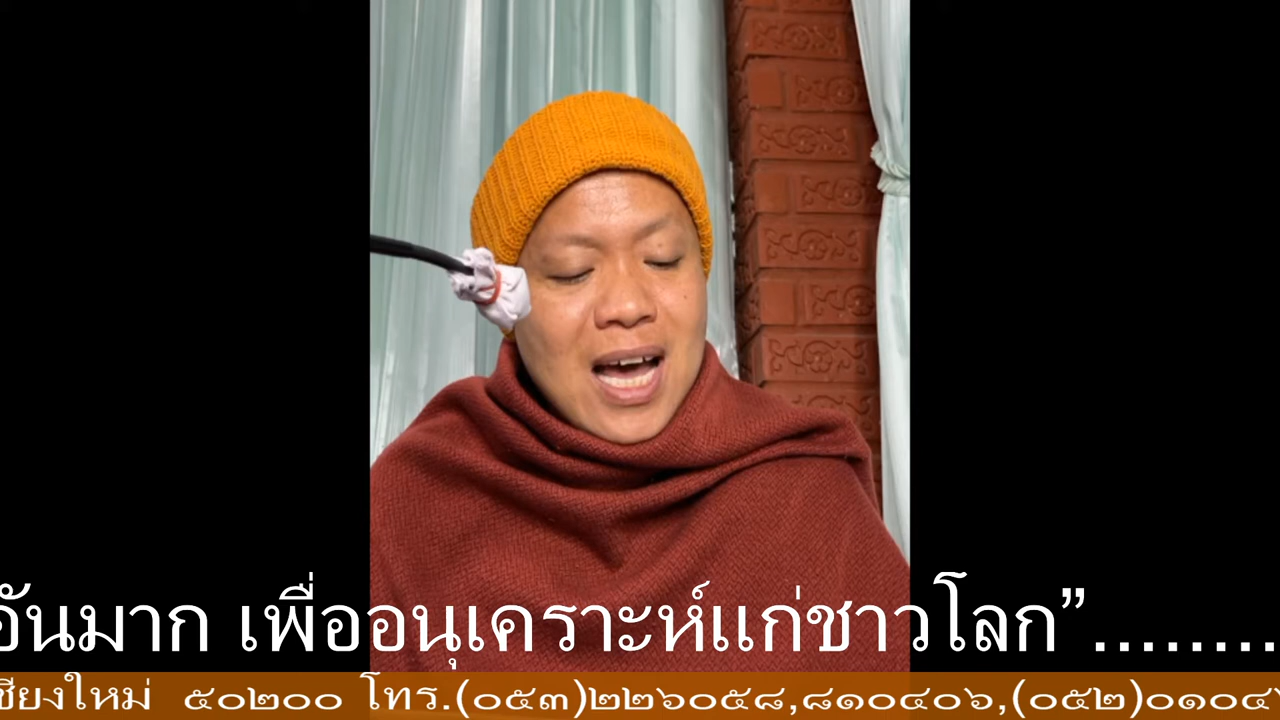 อันมาก เพื่ออนุเคราะห์แก่ชาวโลก”........
ชียงใหม่ ๕๐๒๐๐ โทร.(๐๕๓)๒๒๖๐๕๘,๘๑๐๔๐๖,(๐๕๒)๐๑๐๔